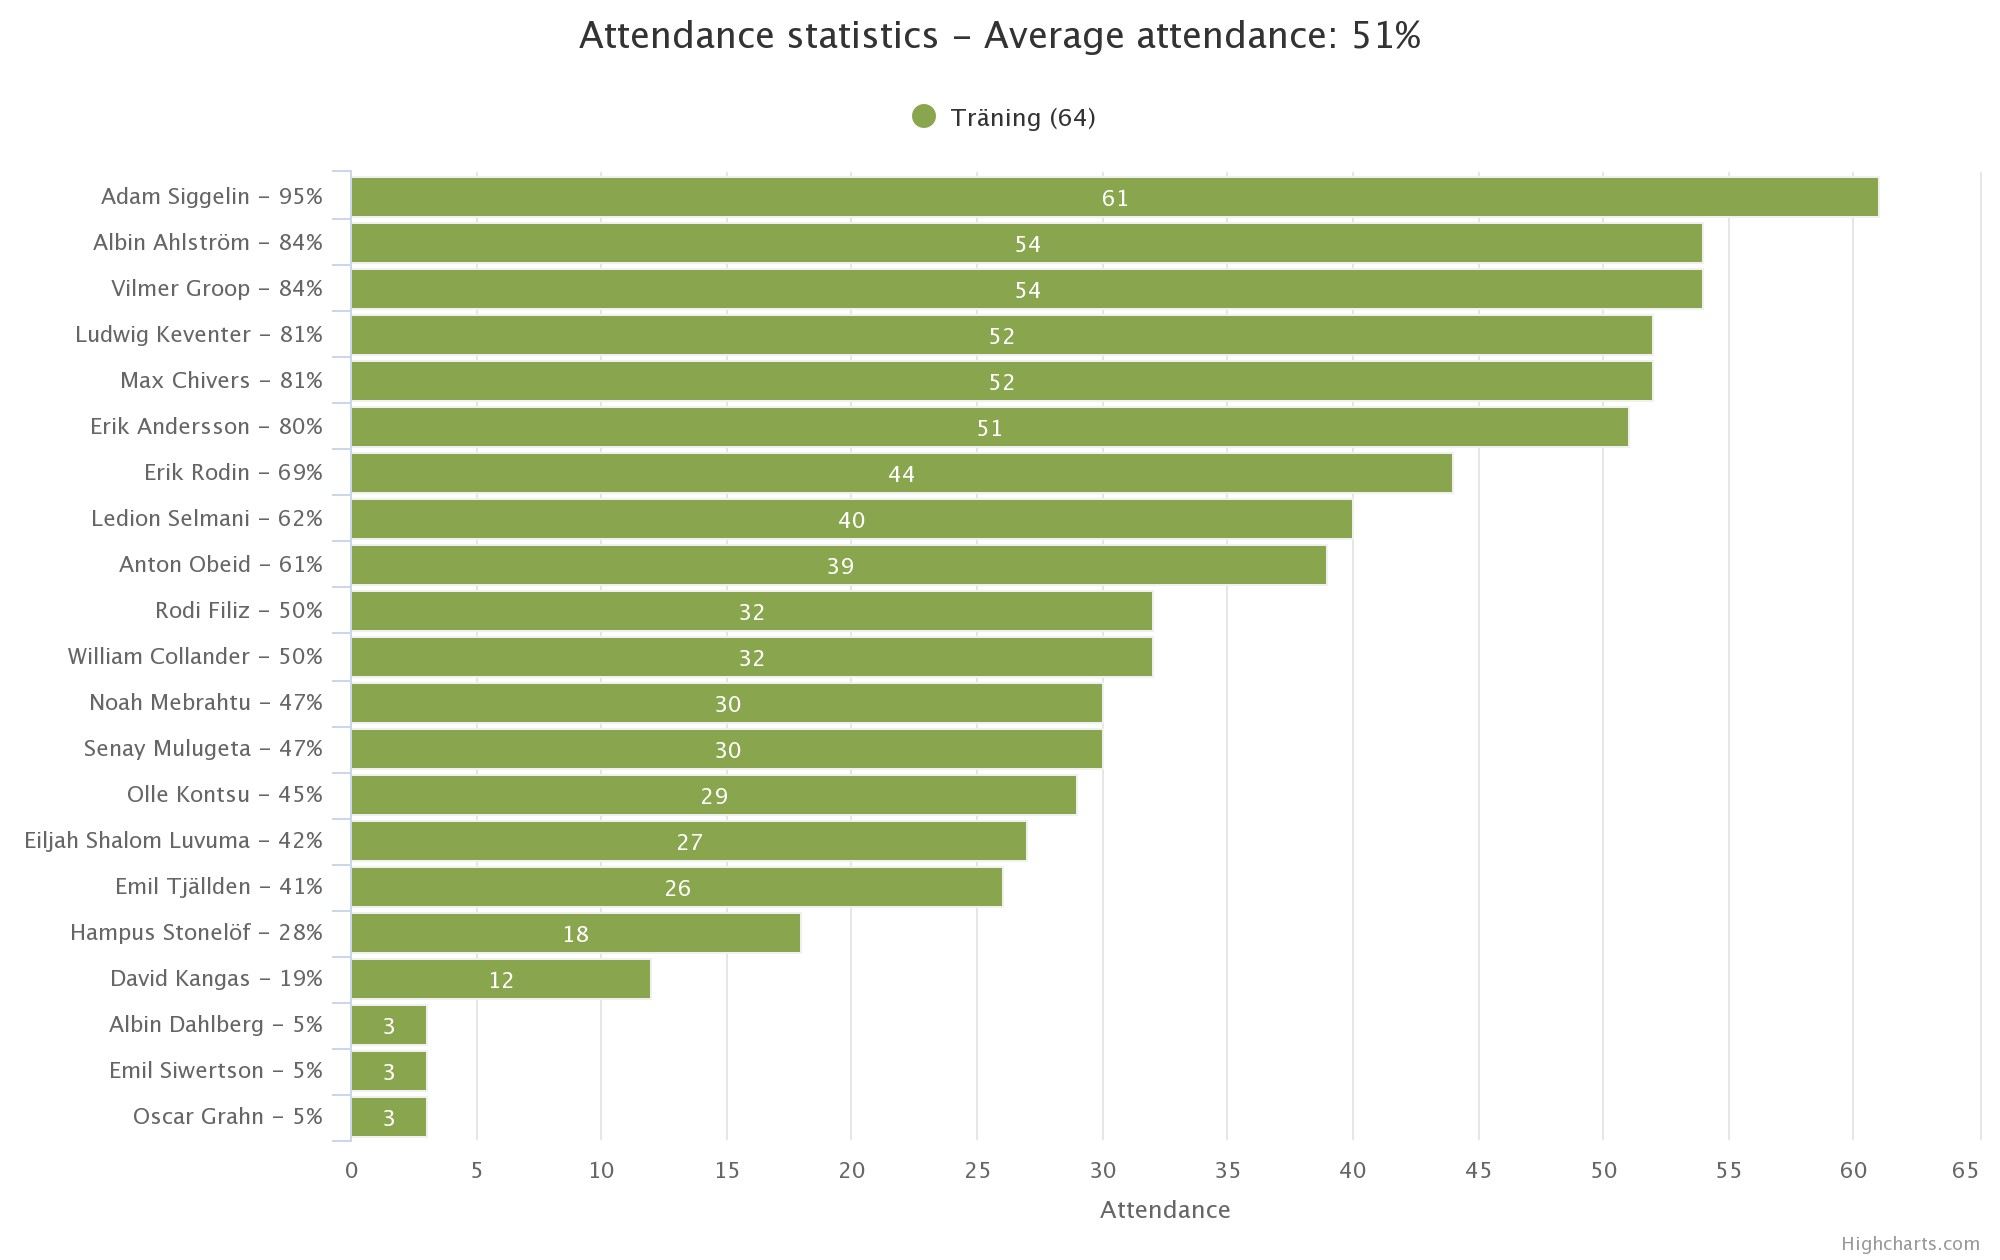 Attendance statistics – Average attendance: 51%
Träning (64)
Adam Siggelin – 95% 61
Albin Ahlström – 84% 54
Vilmer Groop – 84% 54
Ludwig Keventer – 81% 52
Max Chivers – 81% 52
Erik Andersson – 80% 51
Erik Rodin – 69% 44
Ledion Selmani – 62% 40
Anton Obeid – 61% 39
Rodi Filiz – 50% 32
William Collander – 50% 32
Noah Mebrahtu – 47% 30
Senay Mulugeta – 47% 30
Olle Kontsu – 45% 29
Eiljah Shalom Luvuma – 42% 27
Emil Tjällden – 41% 26
Hampus Stonelöf – 28% 18
David Kangas – 19% 12
Albin Dahlberg – 5% 3
Emil Siwertson – 5% 3
Oscar Grahn – 5% 3
0 5 10 15 20 25 30 35 40 45 50 55 60 65
Attendance
Highcharts.com